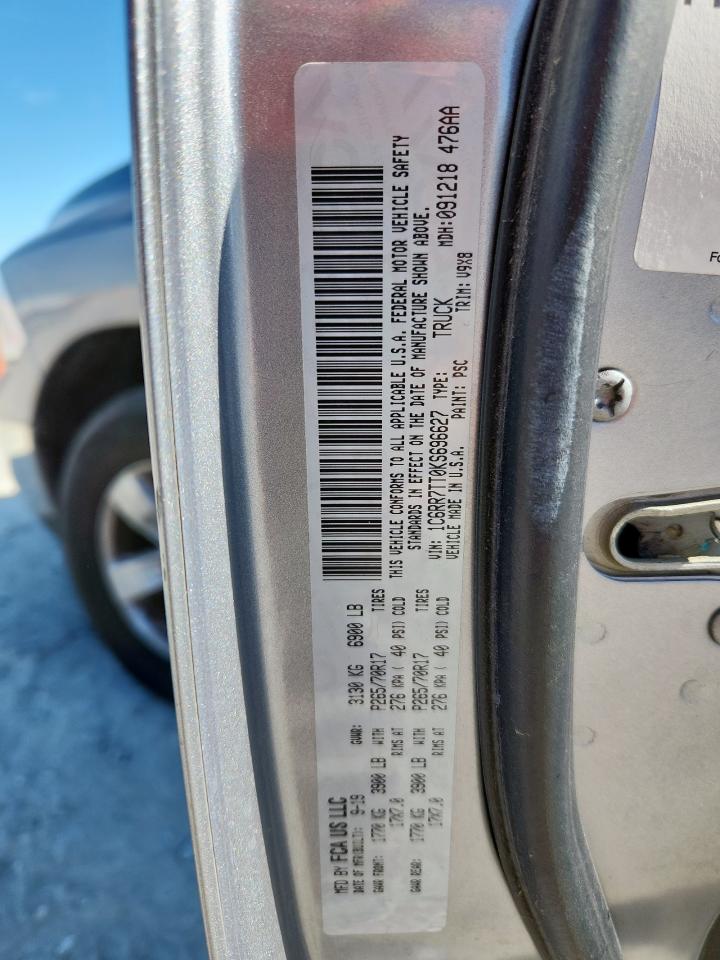 MFD BY FCA US LLC
DATE OF MFR(BUILT): 9-19 GVWR: 3130 KG 6900 LB
GAWR FRONT: 1770 KG 3900 LB WITH P265/70R17 TIRES
17X7.0 RIMS AT 276 KPA ( 40 PSI) COLD
GAWR REAR: 1770 KG 3900 LB WITH P265/70R17 TIRES
17X7.0 RIMS AT 276 KPA ( 40 PSI) COLD
THIS VEHICLE CONFORMS TO ALL APPLICABLE U.S.A. FEDERAL MOTOR VEHICLE SAFETY
STANDARDS IN EFFECT ON THE DATE OF MANUFACTURE SHOWN ABOVE.
VIN: 1C6RR7TT0KS696627 TYPE: TRUCK MDH:091218 476AA
VEHICLE MADE IN U.S.A. PAINT: PSC TRIM: V9X8